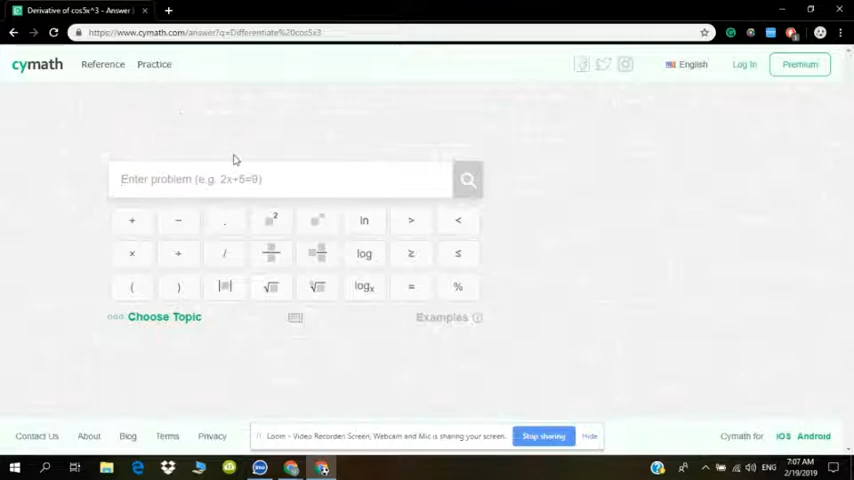 Derivative of cos5x^3 - Answer |
https://www.cymath.com/answer?q=Differentiate%20cos5x3
cymath Reference Practice English Log In Premium
Enter problem (e.g. 2x+5=9)
+ − . □² ln > <
× ÷ / log ≥ ≤
( ) |□| √□ logx = %
ooo Choose Topic Examples
Contact Us About Blog Terms Privacy Cymath for iOS Android
Loom – Video Recorder: Screen, Webcam and Mic is sharing your screen. Stop sharing Hide
ENG 7:07 AM
2/19/2019